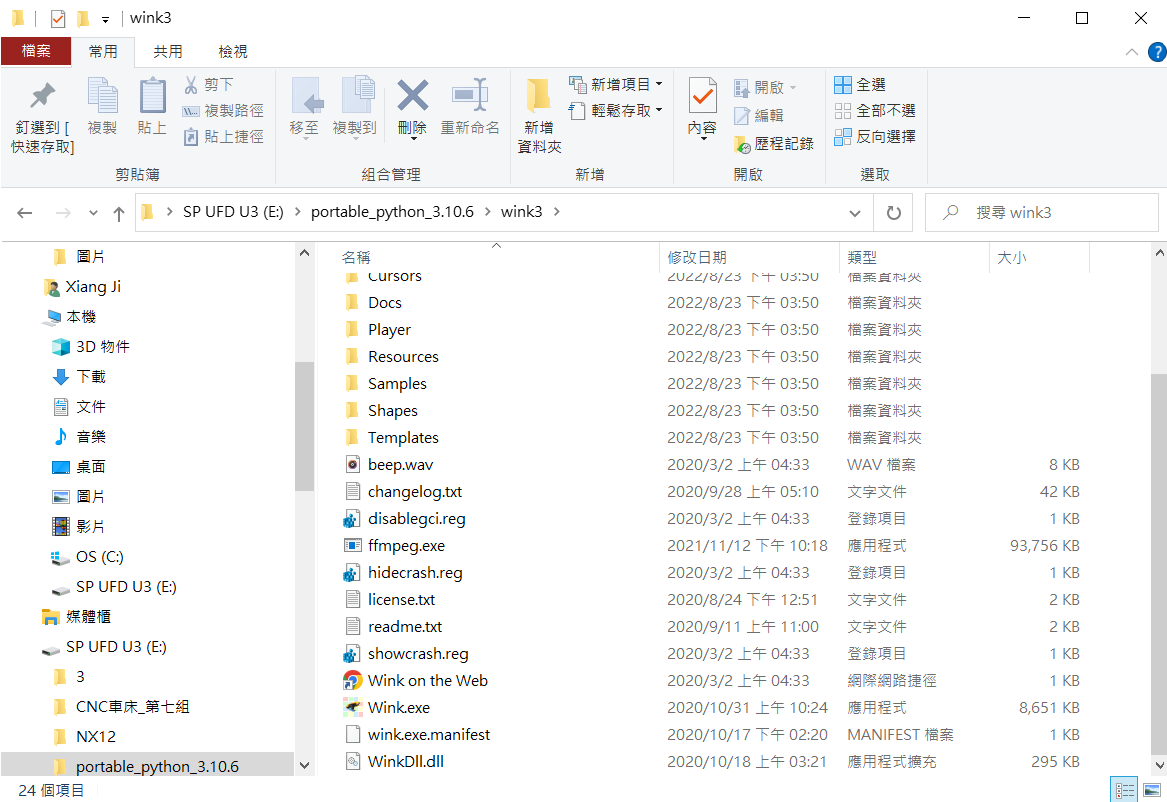 wink3
檔案 常用 共用 檢視
釘選到 [
快速存取]
複製
貼上
剪下
複製路徑
貼上捷徑
剪貼簿
移至
複製到
刪除
重新命名
組合管理
新增
資料夾
新增項目
輕鬆存取
新增
內容
開啟
編輯
歷程記錄
開啟
全選
全部不選
反向選擇
選取
SP UFD U3 (E:) portable_python_3.10.6 wink3
搜尋 wink3
圖片
Xiang Ji
本機
3D 物件
下載
文件
音樂
桌面
圖片
影片
OS (C:)
SP UFD U3 (E:)
媒體櫃
SP UFD U3 (E:)
3
CNC車床_第七組
NX12
portable_python_3.10.6
名稱 修改日期 類型 大小
Cursors 2022/8/23 下午 03:50 檔案資料夾
Docs 2022/8/23 下午 03:50 檔案資料夾
Player 2022/8/23 下午 03:50 檔案資料夾
Resources 2022/8/23 下午 03:50 檔案資料夾
Samples 2022/8/23 下午 03:50 檔案資料夾
Shapes 2022/8/23 下午 03:50 檔案資料夾
Templates 2022/8/23 下午 03:50 檔案資料夾
beep.wav 2020/3/2 上午 04:33 WAV 檔案 8 KB
changelog.txt 2020/9/28 上午 05:10 文字文件 42 KB
disablegci.reg 2020/3/2 上午 04:33 登錄項目 1 KB
ffmpeg.exe 2021/11/12 下午 10:18 應用程式 93,756 KB
hidecrash.reg 2020/3/2 上午 04:33 登錄項目 1 KB
license.txt 2020/8/24 下午 12:51 文字文件 2 KB
readme.txt 2020/9/11 上午 11:00 文字文件 2 KB
showcrash.reg 2020/3/2 上午 04:33 登錄項目 1 KB
Wink on the Web 2020/3/2 上午 04:33 網際網路捷徑 1 KB
Wink.exe 2020/10/31 上午 10:24 應用程式 8,651 KB
wink.exe.manifest 2020/10/17 下午 02:20 MANIFEST 檔案 1 KB
WinkDll.dll 2020/10/18 上午 03:21 應用程式擴充 295 KB
24 個項目